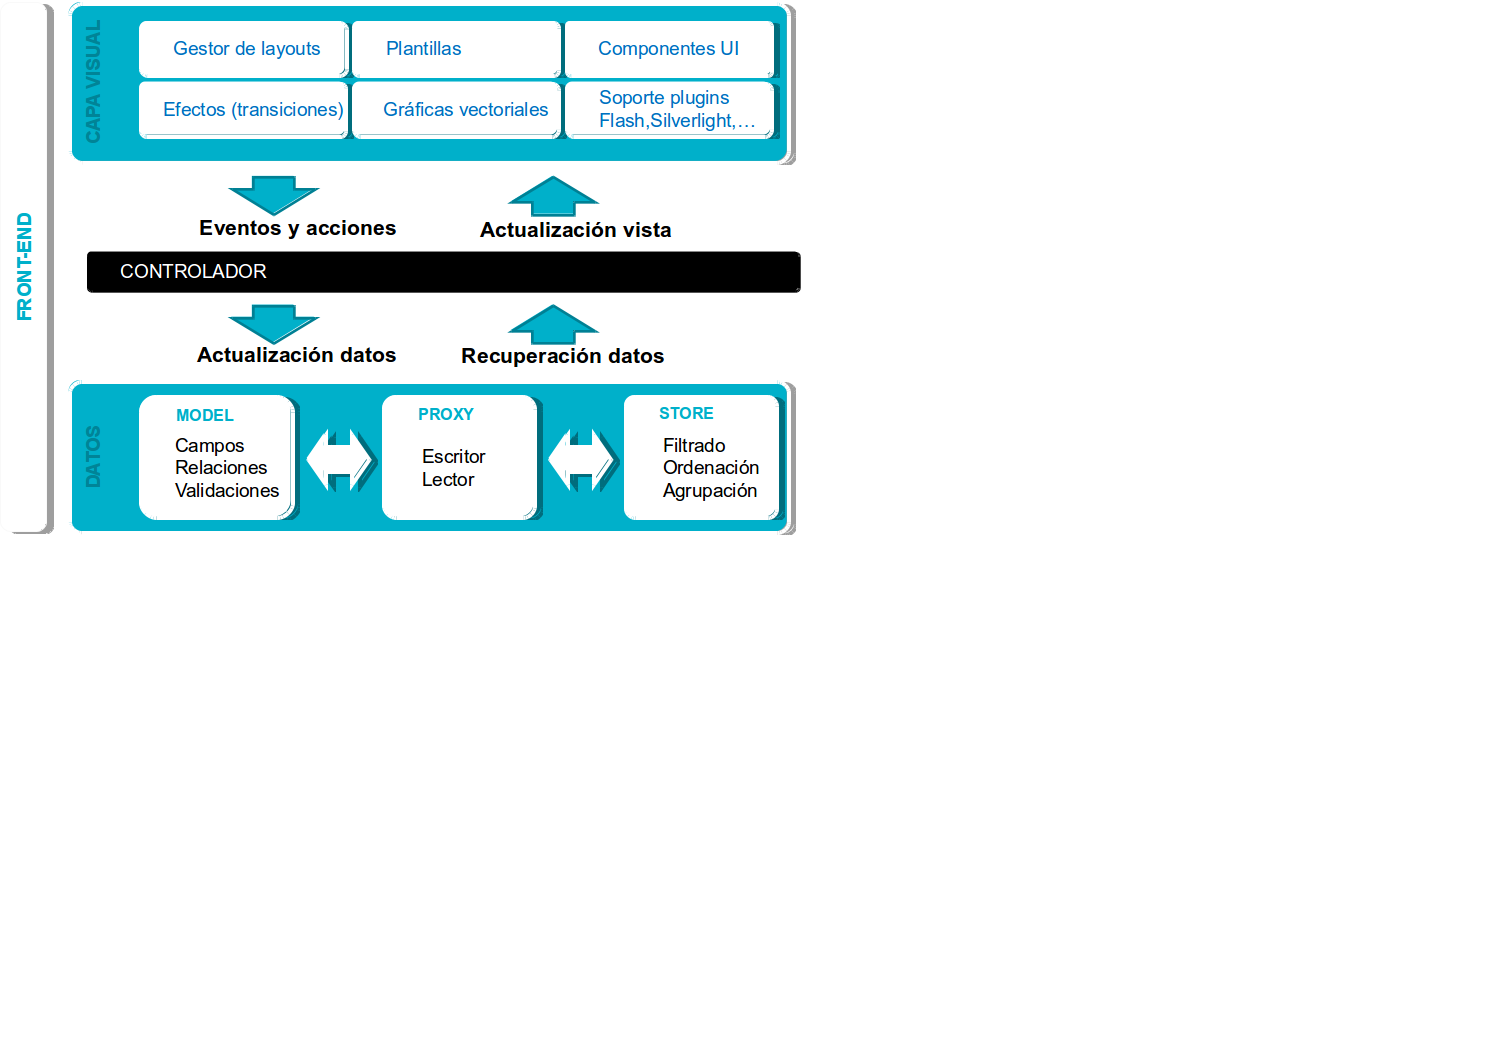 FRONT-END
CAPA VISUAL
Gestor de layouts
Plantillas
Componentes UI
Efectos (transiciones)
Gráficas vectoriales
Soporte plugins
Flash,Silverlight,…
Eventos y acciones
Actualización vista
CONTROLADOR
Actualización datos
Recuperación datos
DATOS
MODEL
Campos
Relaciones
Validaciones
PROXY
Escritor
Lector
STORE
Filtrado
Ordenación
Agrupación